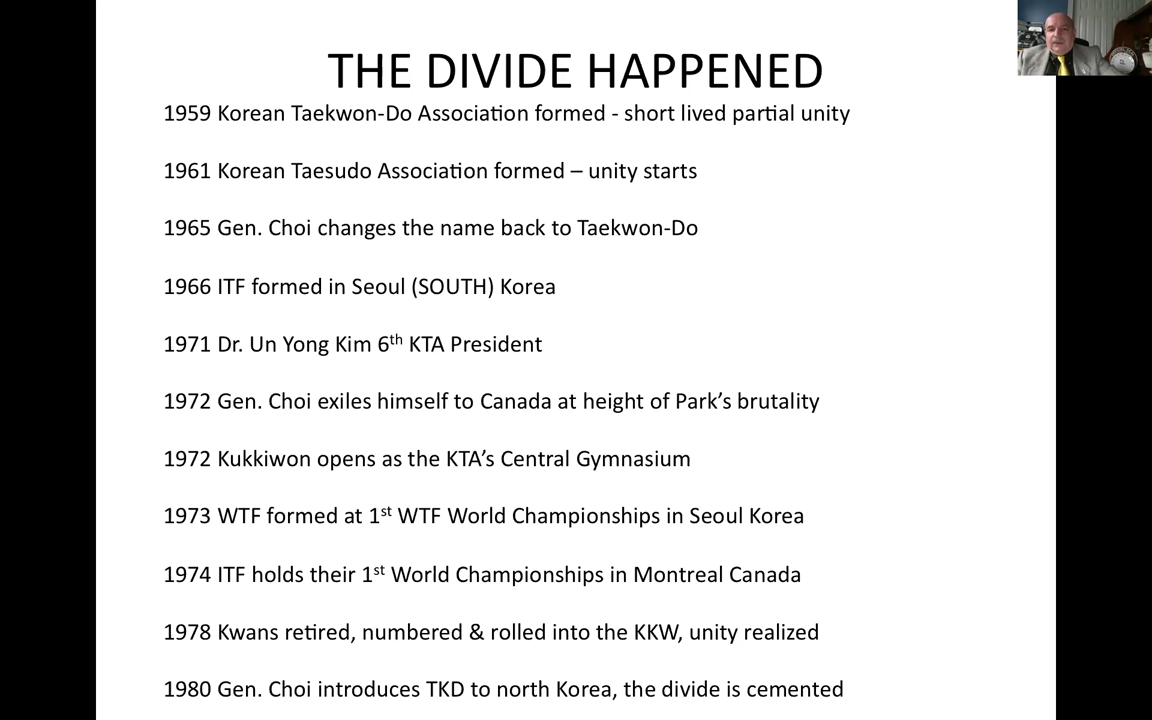 THE DIVIDE HAPPENED
1959 Korean Taekwon-Do Association formed - short lived partial unity
1961 Korean Taesudo Association formed – unity starts
1965 Gen. Choi changes the name back to Taekwon-Do
1966 ITF formed in Seoul (SOUTH) Korea
1971 Dr. Un Yong Kim 6th KTA President
1972 Gen. Choi exiles himself to Canada at height of Park’s brutality
1972 Kukkiwon opens as the KTA’s Central Gymnasium
1973 WTF formed at 1st WTF World Championships in Seoul Korea
1974 ITF holds their 1st World Championships in Montreal Canada
1978 Kwans retired, numbered & rolled into the KKW, unity realized
1980 Gen. Choi introduces TKD to north Korea, the divide is cemented